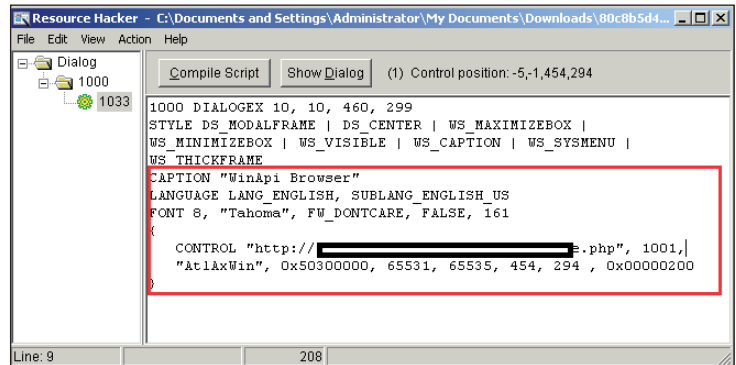 Resource Hacker - C:\Documents and Settings\Administrator\My Documents\Downloads\80c8b5d4...
File Edit View Action Help
Dialog
1000
1033
Compile Script Show Dialog (1) Control position: -5,-1,454,294
1000 DIALOGEX 10, 10, 460, 299
STYLE DS_MODALFRAME | DS_CENTER | WS_MAXIMIZEBOX |
WS_MINIMIZEBOX | WS_VISIBLE | WS_CAPTION | WS_SYSMENU |
WS_THICKFRAME
CAPTION "WinApi Browser"
LANGUAGE LANG_ENGLISH, SUBLANG_ENGLISH_US
FONT 8, "Tahoma", FW_DONTCARE, FALSE, 161
{
CONTROL "http:// e.php", 1001,
"AtlAxWin", 0x50300000, 65531, 65535, 454, 294 , 0x00000200
}
Line: 9 208